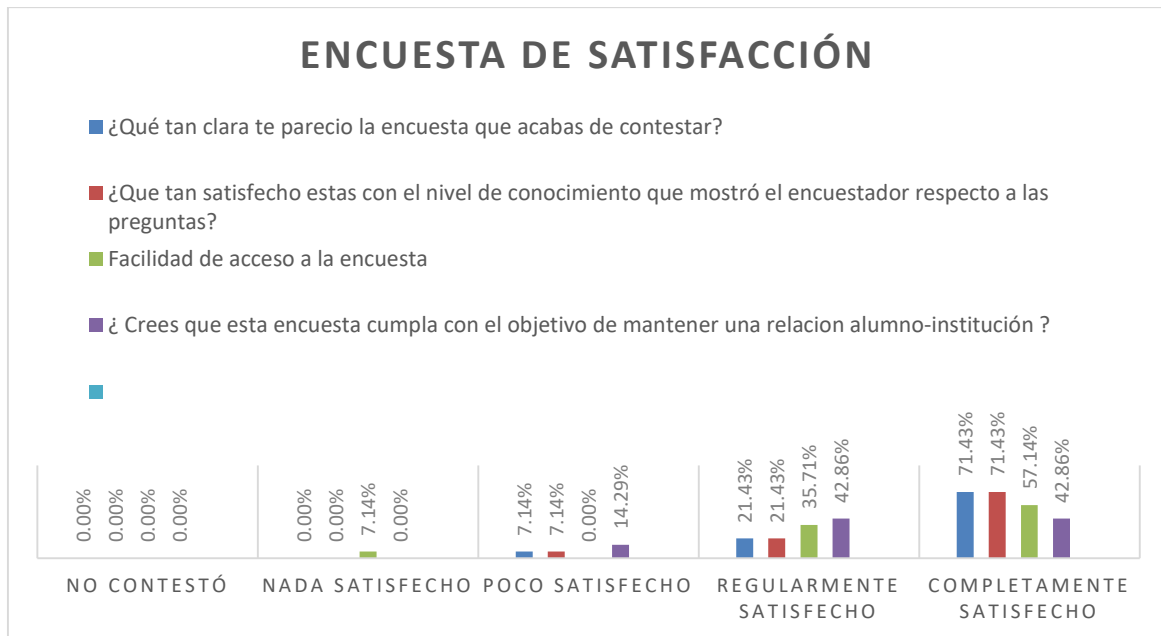 ENCUESTA DE SATISFACCIÓN
¿Qué tan clara te parecio la encuesta que acabas de contestar?
¿Que tan satisfecho estas con el nivel de conocimiento que mostró el encuestador respecto a las
preguntas?
Facilidad de acceso a la encuesta
¿ Crees que esta encuesta cumpla con el objetivo de mantener una relacion alumno-institución ?
0.00% 0.00% 0.00% 0.00%
0.00% 0.00% 7.14% 0.00%
7.14% 7.14% 0.00% 14.29%
21.43% 21.43% 35.71% 42.86%
71.43% 71.43% 57.14% 42.86%
NO CONTESTÓ
NADA SATISFECHO
POCO SATISFECHO
REGULARMENTE
SATISFECHO
COMPLETAMENTE
SATISFECHO